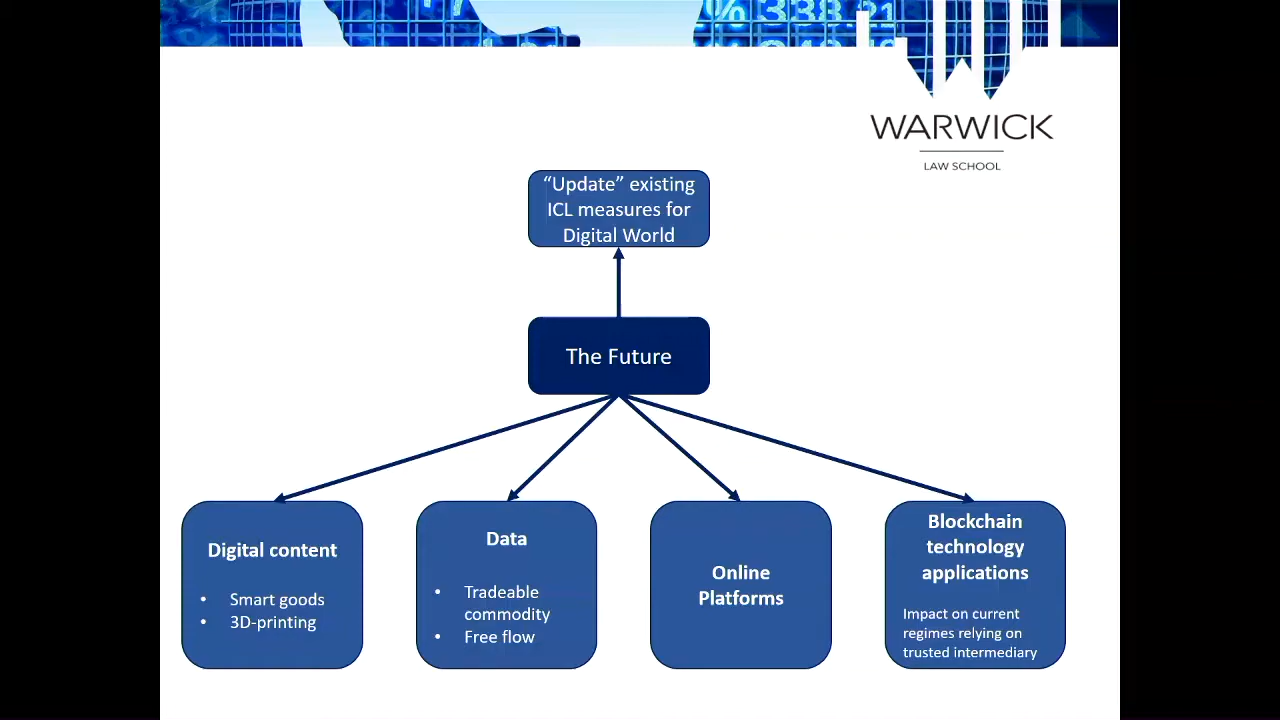 WARWICK
LAW SCHOOL
“Update” existing
ICL measures for
Digital World
The Future
Digital content
• Smart goods
• 3D-printing
Data
• Tradeable
commodity
• Free flow
Online
Platforms
Blockchain
technology
applications
Impact on current
regimes relying on
trusted intermediary